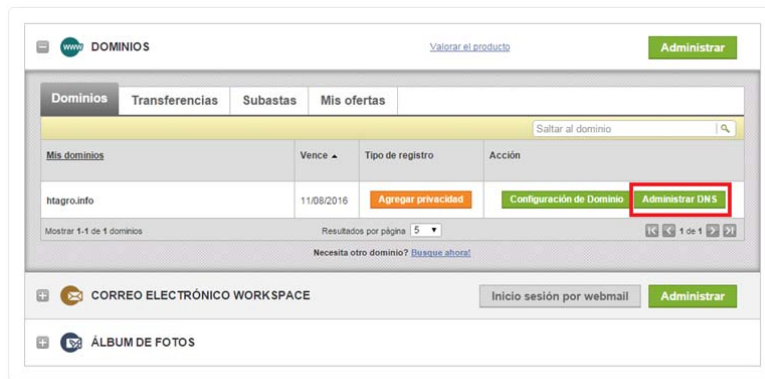 www DOMINIOS Valorar el producto Administrar
Dominios Transferencias Subastas Mis ofertas
Saltar al dominio
Mis dominios Vence Tipo de registro Acción
htagro.info 11/08/2016 Agregar privacidad Configuración de Dominio Administrar DNS
Mostrar 1-1 de 1 dominios Resultados por página 5 1 de 1
Necesita otro dominio? Busque ahora!
CORREO ELECTRÓNICO WORKSPACE Inicio sesión por webmail Administrar
ÁLBUM DE FOTOS